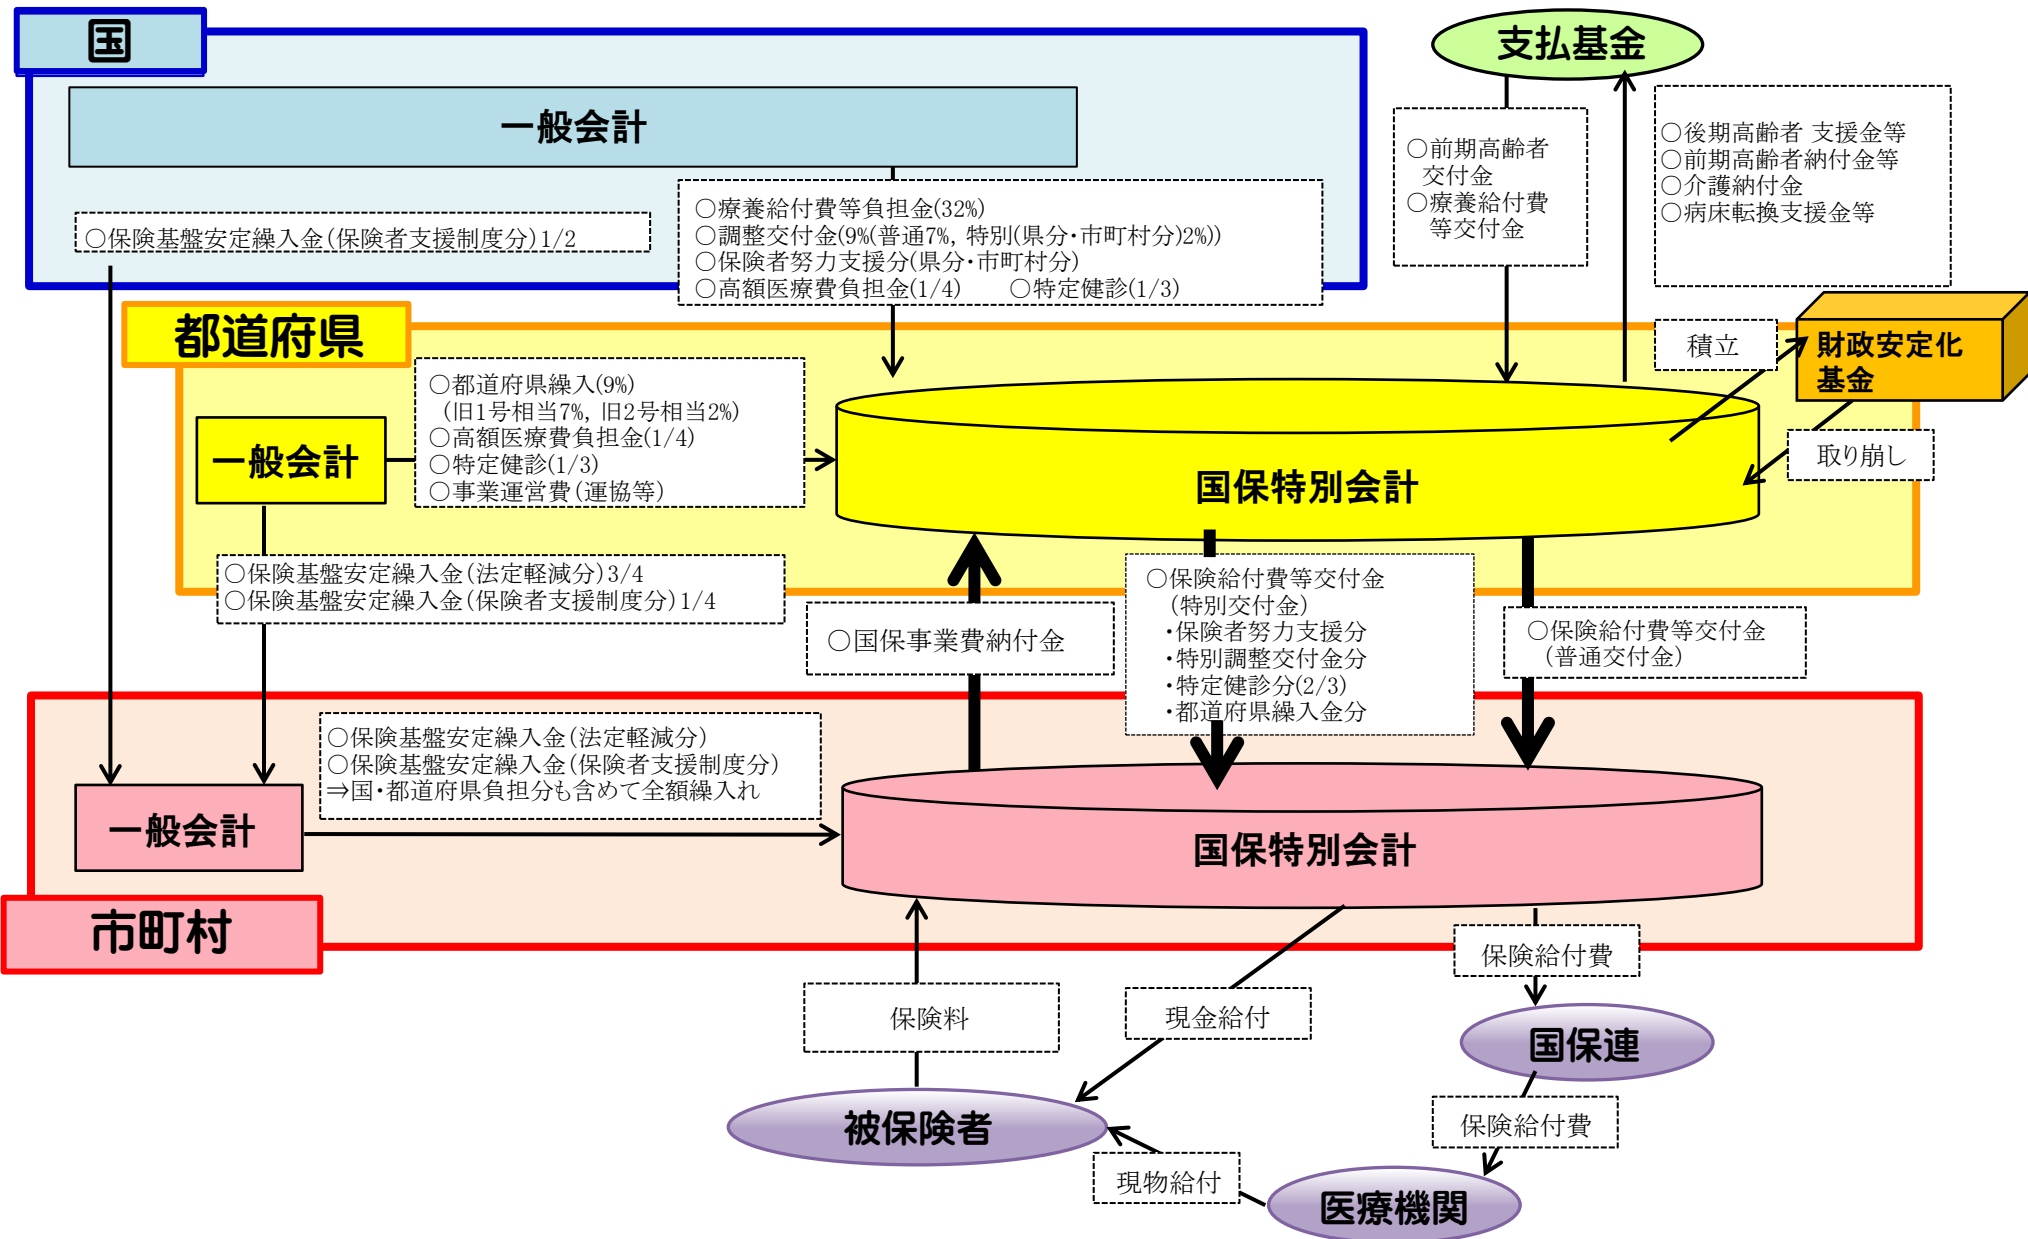 国
一般会計
支払基金
○前期高齢者
交付金
○療養給付費
等交付金
○後期高齢者 支援金等
○前期高齢者納付金等
○介護納付金
○病床転換支援金等
○保険基盤安定繰入金(保険者支援制度分)1/2
○療養給付費等負担金(32%)
○調整交付金(9%(普通7%, 特別(県分・市町村分)2%))
○保険者努力支援分(県分・市町村分)
○高額医療費負担金(1/4) ○特定健診(1/3)
都道府県
積立
財政安定化
基金
取り崩し
一般会計
○都道府県繰入(9%)
(旧1号相当7%, 旧2号相当2%)
○高額医療費負担金(1/4)
○特定健診(1/3)
○事業運営費(運協等)
国保特別会計
○保険基盤安定繰入金(法定軽減分)3/4
○保険基盤安定繰入金(保険者支援制度分)1/4
○国保事業費納付金
○保険給付費等交付金
(特別交付金)
・保険者努力支援分
・特別調整交付金分
・特定健診分(2/3)
・都道府県繰入金分
○保険給付費等交付金
(普通交付金)
○保険基盤安定繰入金(法定軽減分)
○保険基盤安定繰入金(保険者支援制度分)
⇒国・都道府県負担分も含めて全額繰入れ
一般会計
国保特別会計
市町村
保険料
現金給付
保険給付費
国保連
保険給付費
被保険者
現物給付
医療機関